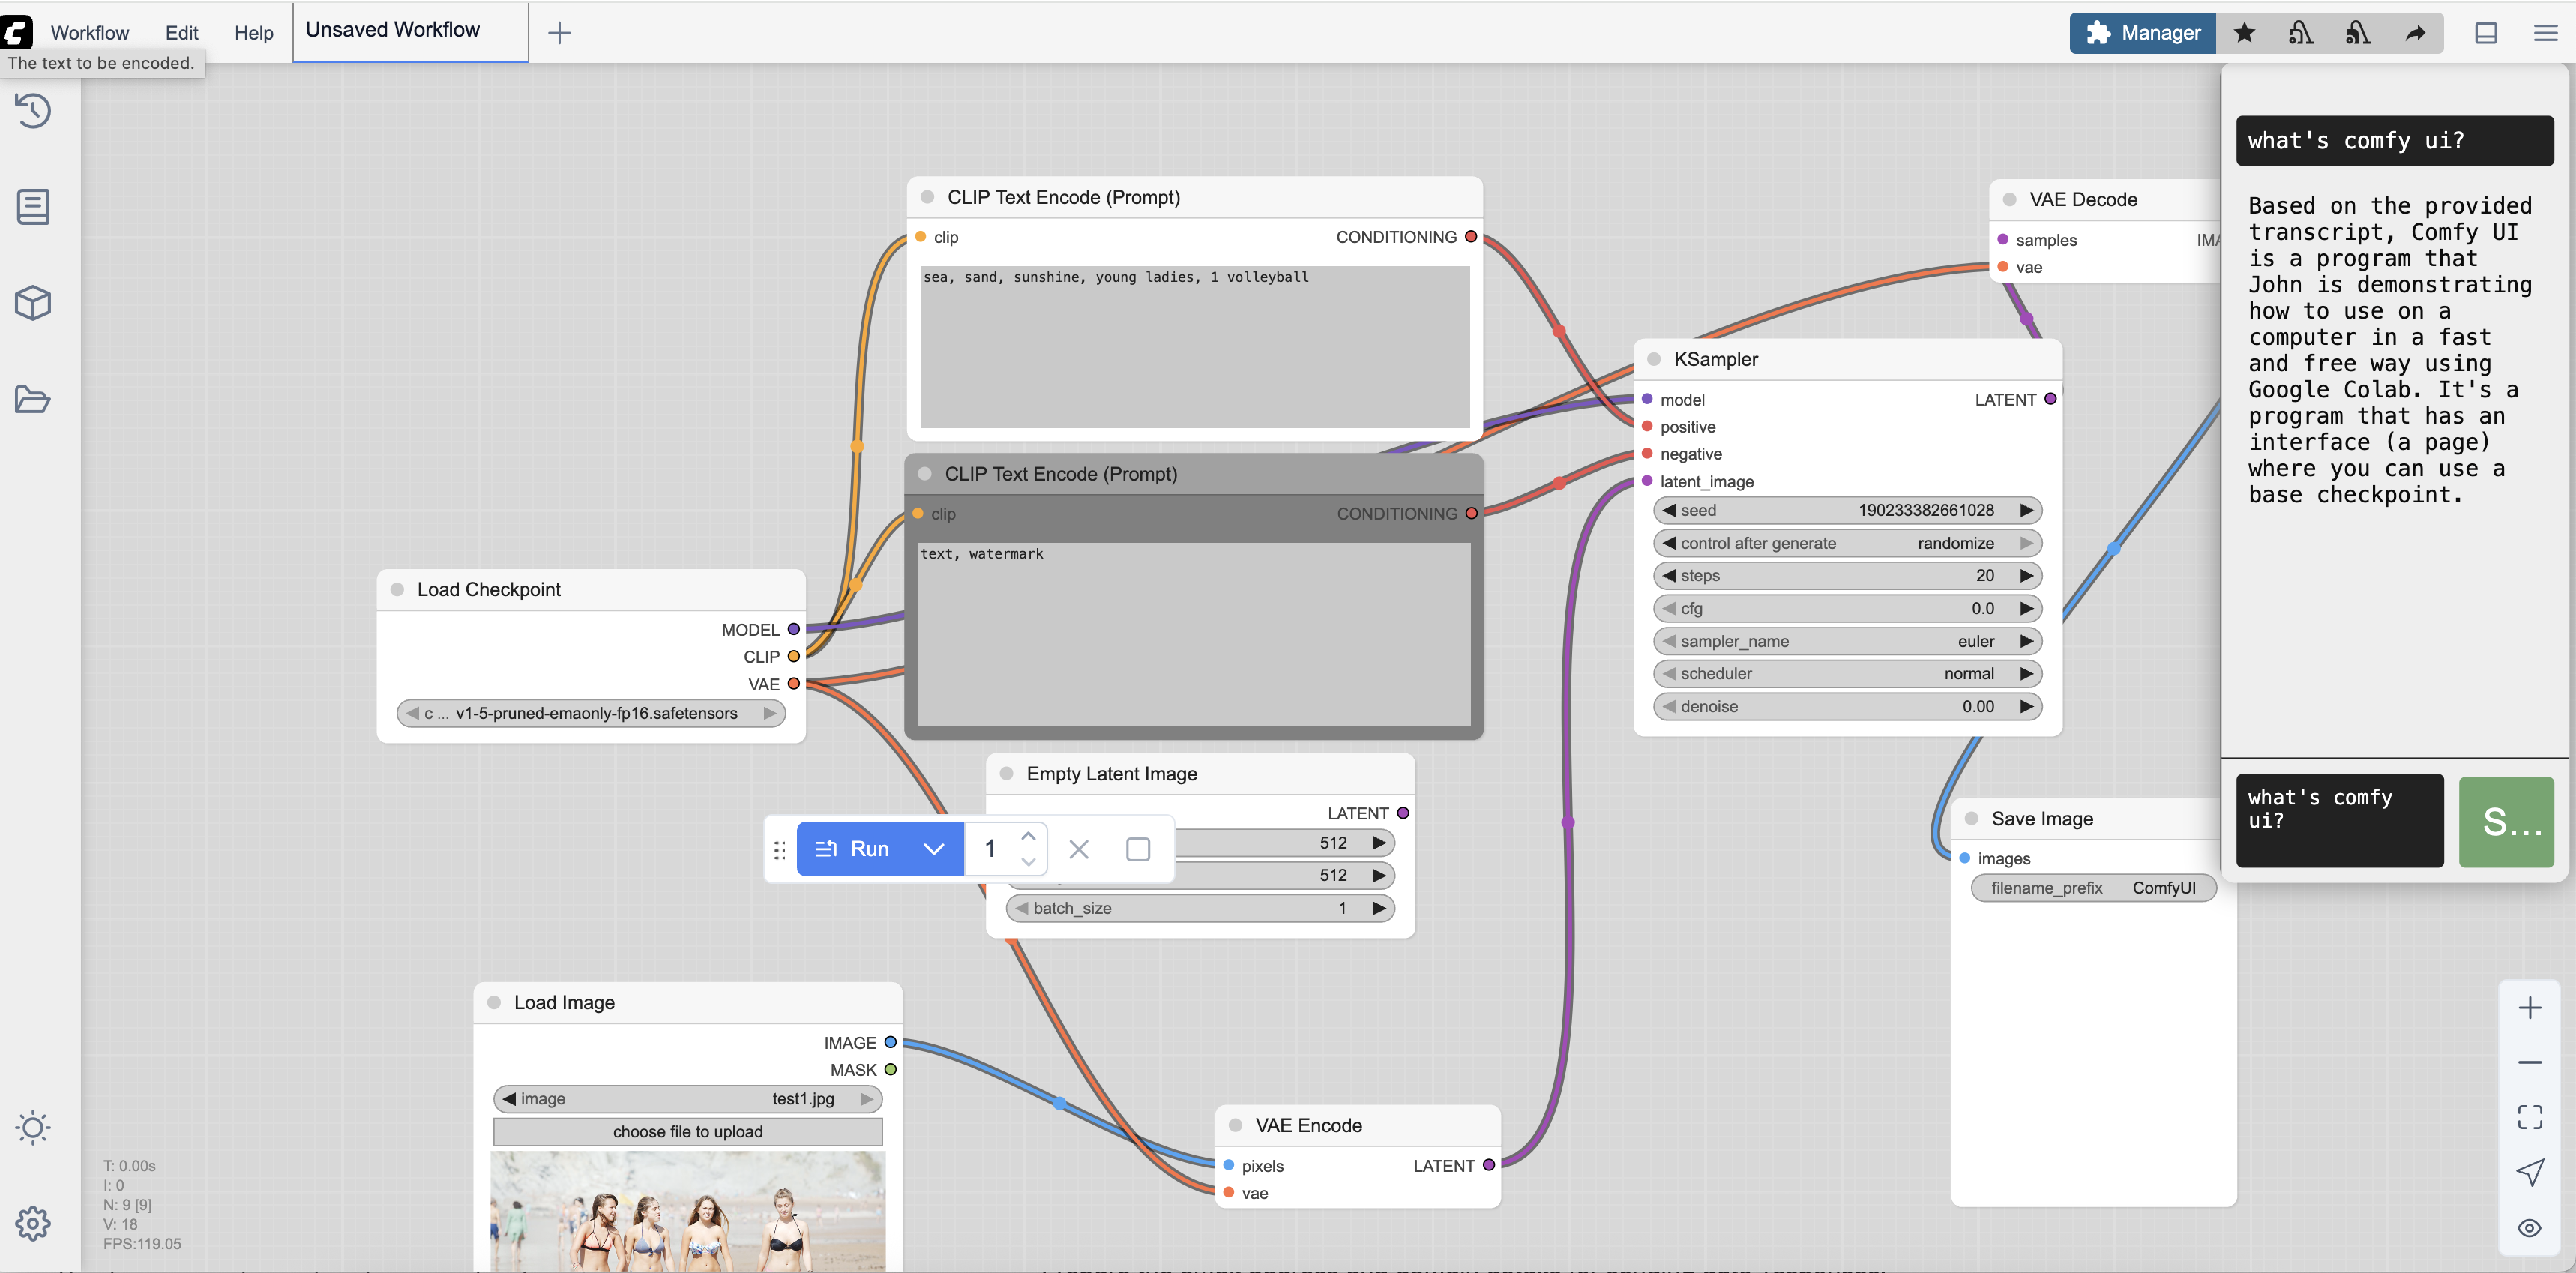 Workflow
Edit
Help
Unsaved Workflow
Manager
The text to be encoded.
CLIP Text Encode (Prompt)
clip
CONDITIONING
sea, sand, sunshine, young ladies, 1 volleyball
CLIP Text Encode (Prompt)
clip
CONDITIONING
text, watermark
Load Checkpoint
MODEL
CLIP
VAE
c ... v1-5-pruned-emaonly-fp16.safetensors
Empty Latent Image
LATENT
512
512
batch_size 1
Run
1
Load Image
IMAGE
MASK
image test1.jpg
choose file to upload
VAE Encode
pixels
LATENT
vae
KSampler
model
LATENT
positive
negative
latent_image
seed 190233382661028
control after generate randomize
steps 20
cfg 0.0
sampler_name euler
scheduler normal
denoise 0.00
VAE Decode
samples
IMA
vae
Save Image
images
filename_prefix ComfyUI
what's comfy ui?
Based on the provided
transcript, Comfy UI
is a program that
John is demonstrating
how to use on a
computer in a fast
and free way using
Google Colab. It's a
program that has an
interface (a page)
where you can use a
base checkpoint.
what's comfy
ui?
S...
T: 0.00s
I: 0
N: 9 [9]
V: 18
FPS:119.05